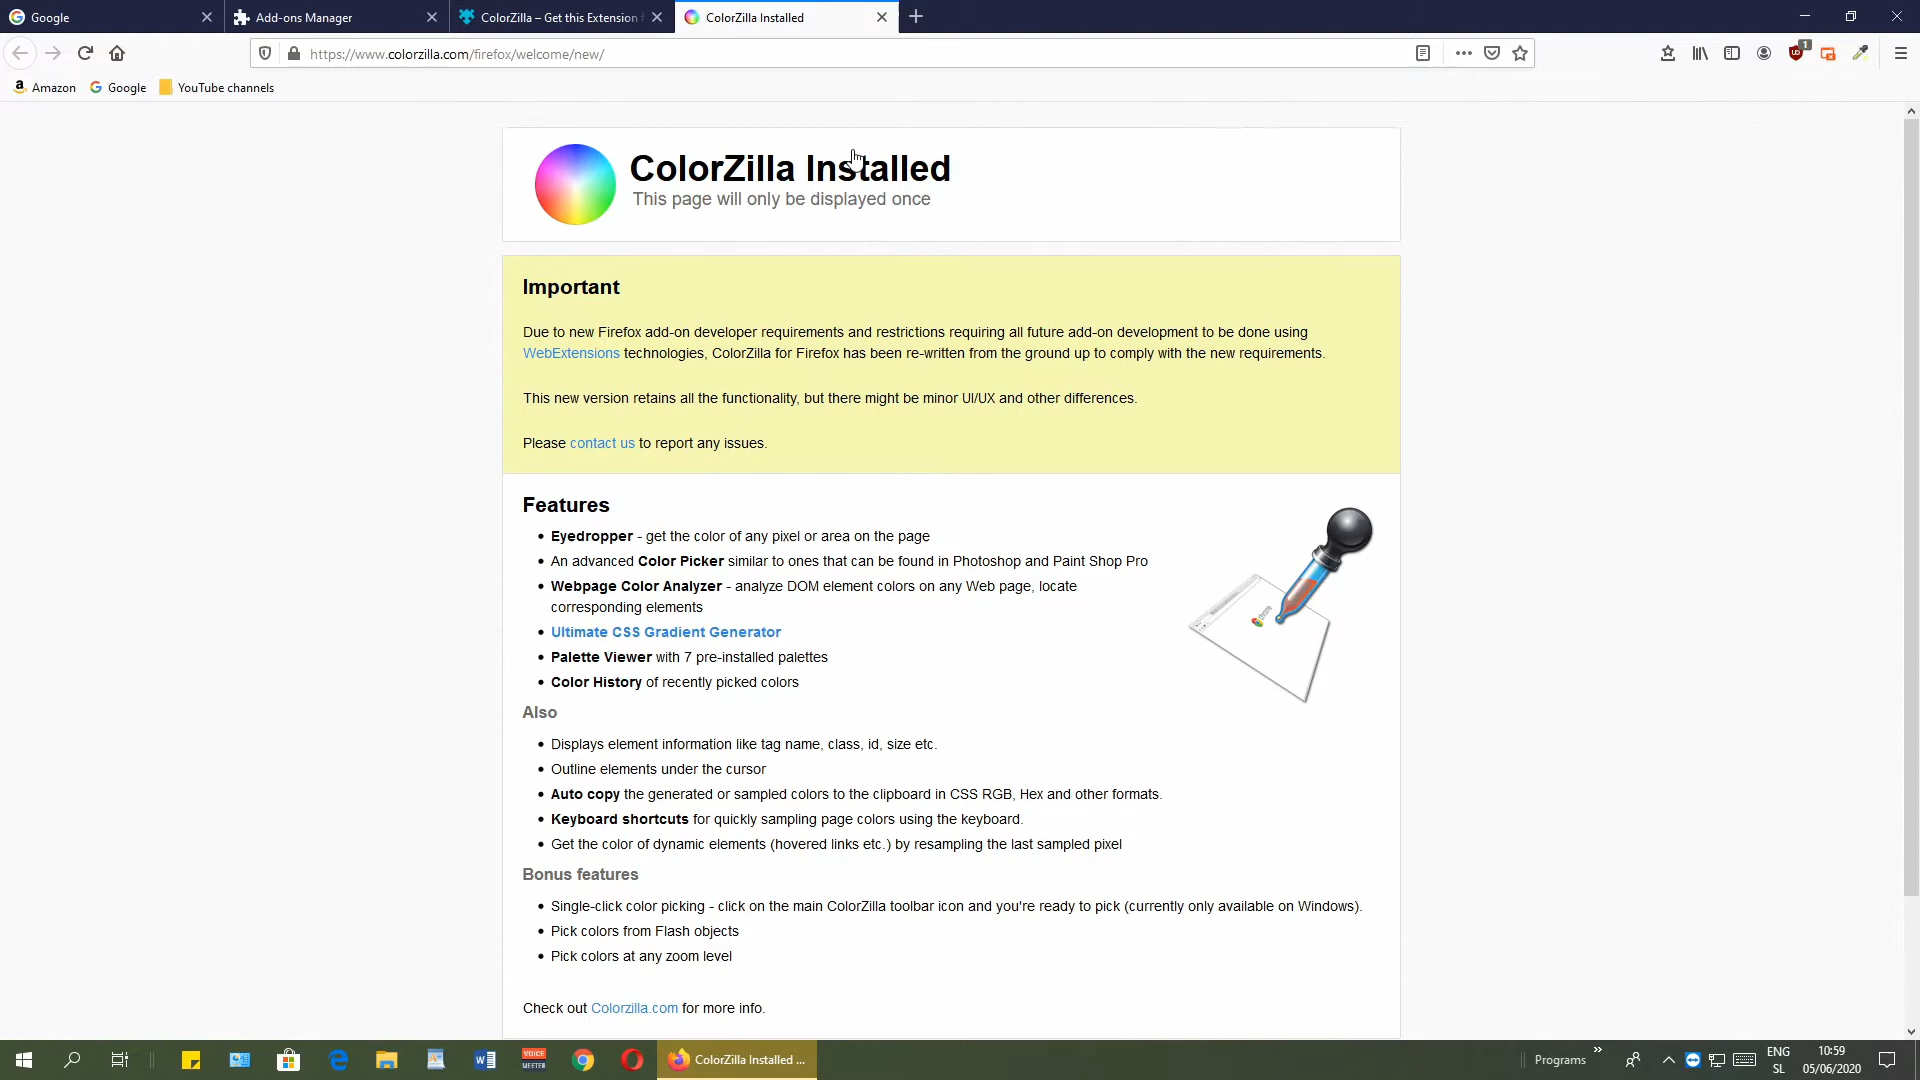 Google
Add-ons Manager
ColorZilla – Get this Extension f
ColorZilla Installed
https://www.colorzilla.com/firefox/welcome/new/
1
Amazon
Google
YouTube channels
ColorZilla Installed
This page will only be displayed once
Important
Due to new Firefox add-on developer requirements and restrictions requiring all future add-on development to be done using
WebExtensions technologies, ColorZilla for Firefox has been re-written from the ground up to comply with the new requirements.
This new version retains all the functionality, but there might be minor UI/UX and other differences.
Please contact us to report any issues.
Features
Eyedropper - get the color of any pixel or area on the page
An advanced Color Picker similar to ones that can be found in Photoshop and Paint Shop Pro
Webpage Color Analyzer - analyze DOM element colors on any Web page, locate
corresponding elements
Ultimate CSS Gradient Generator
Palette Viewer with 7 pre-installed palettes
Color History of recently picked colors
Also
Displays element information like tag name, class, id, size etc.
Outline elements under the cursor
Auto copy the generated or sampled colors to the clipboard in CSS RGB, Hex and other formats.
Keyboard shortcuts for quickly sampling page colors using the keyboard.
Get the color of dynamic elements (hovered links etc.) by resampling the last sampled pixel
Bonus features
Single-click color picking - click on the main ColorZilla toolbar icon and you're ready to pick (currently only available on Windows).
Pick colors from Flash objects
Pick colors at any zoom level
Check out Colorzilla.com for more info.
VOICE
MEETER
ColorZilla Installed ...
Programs
ENG
SL
10:59
05/06/2020